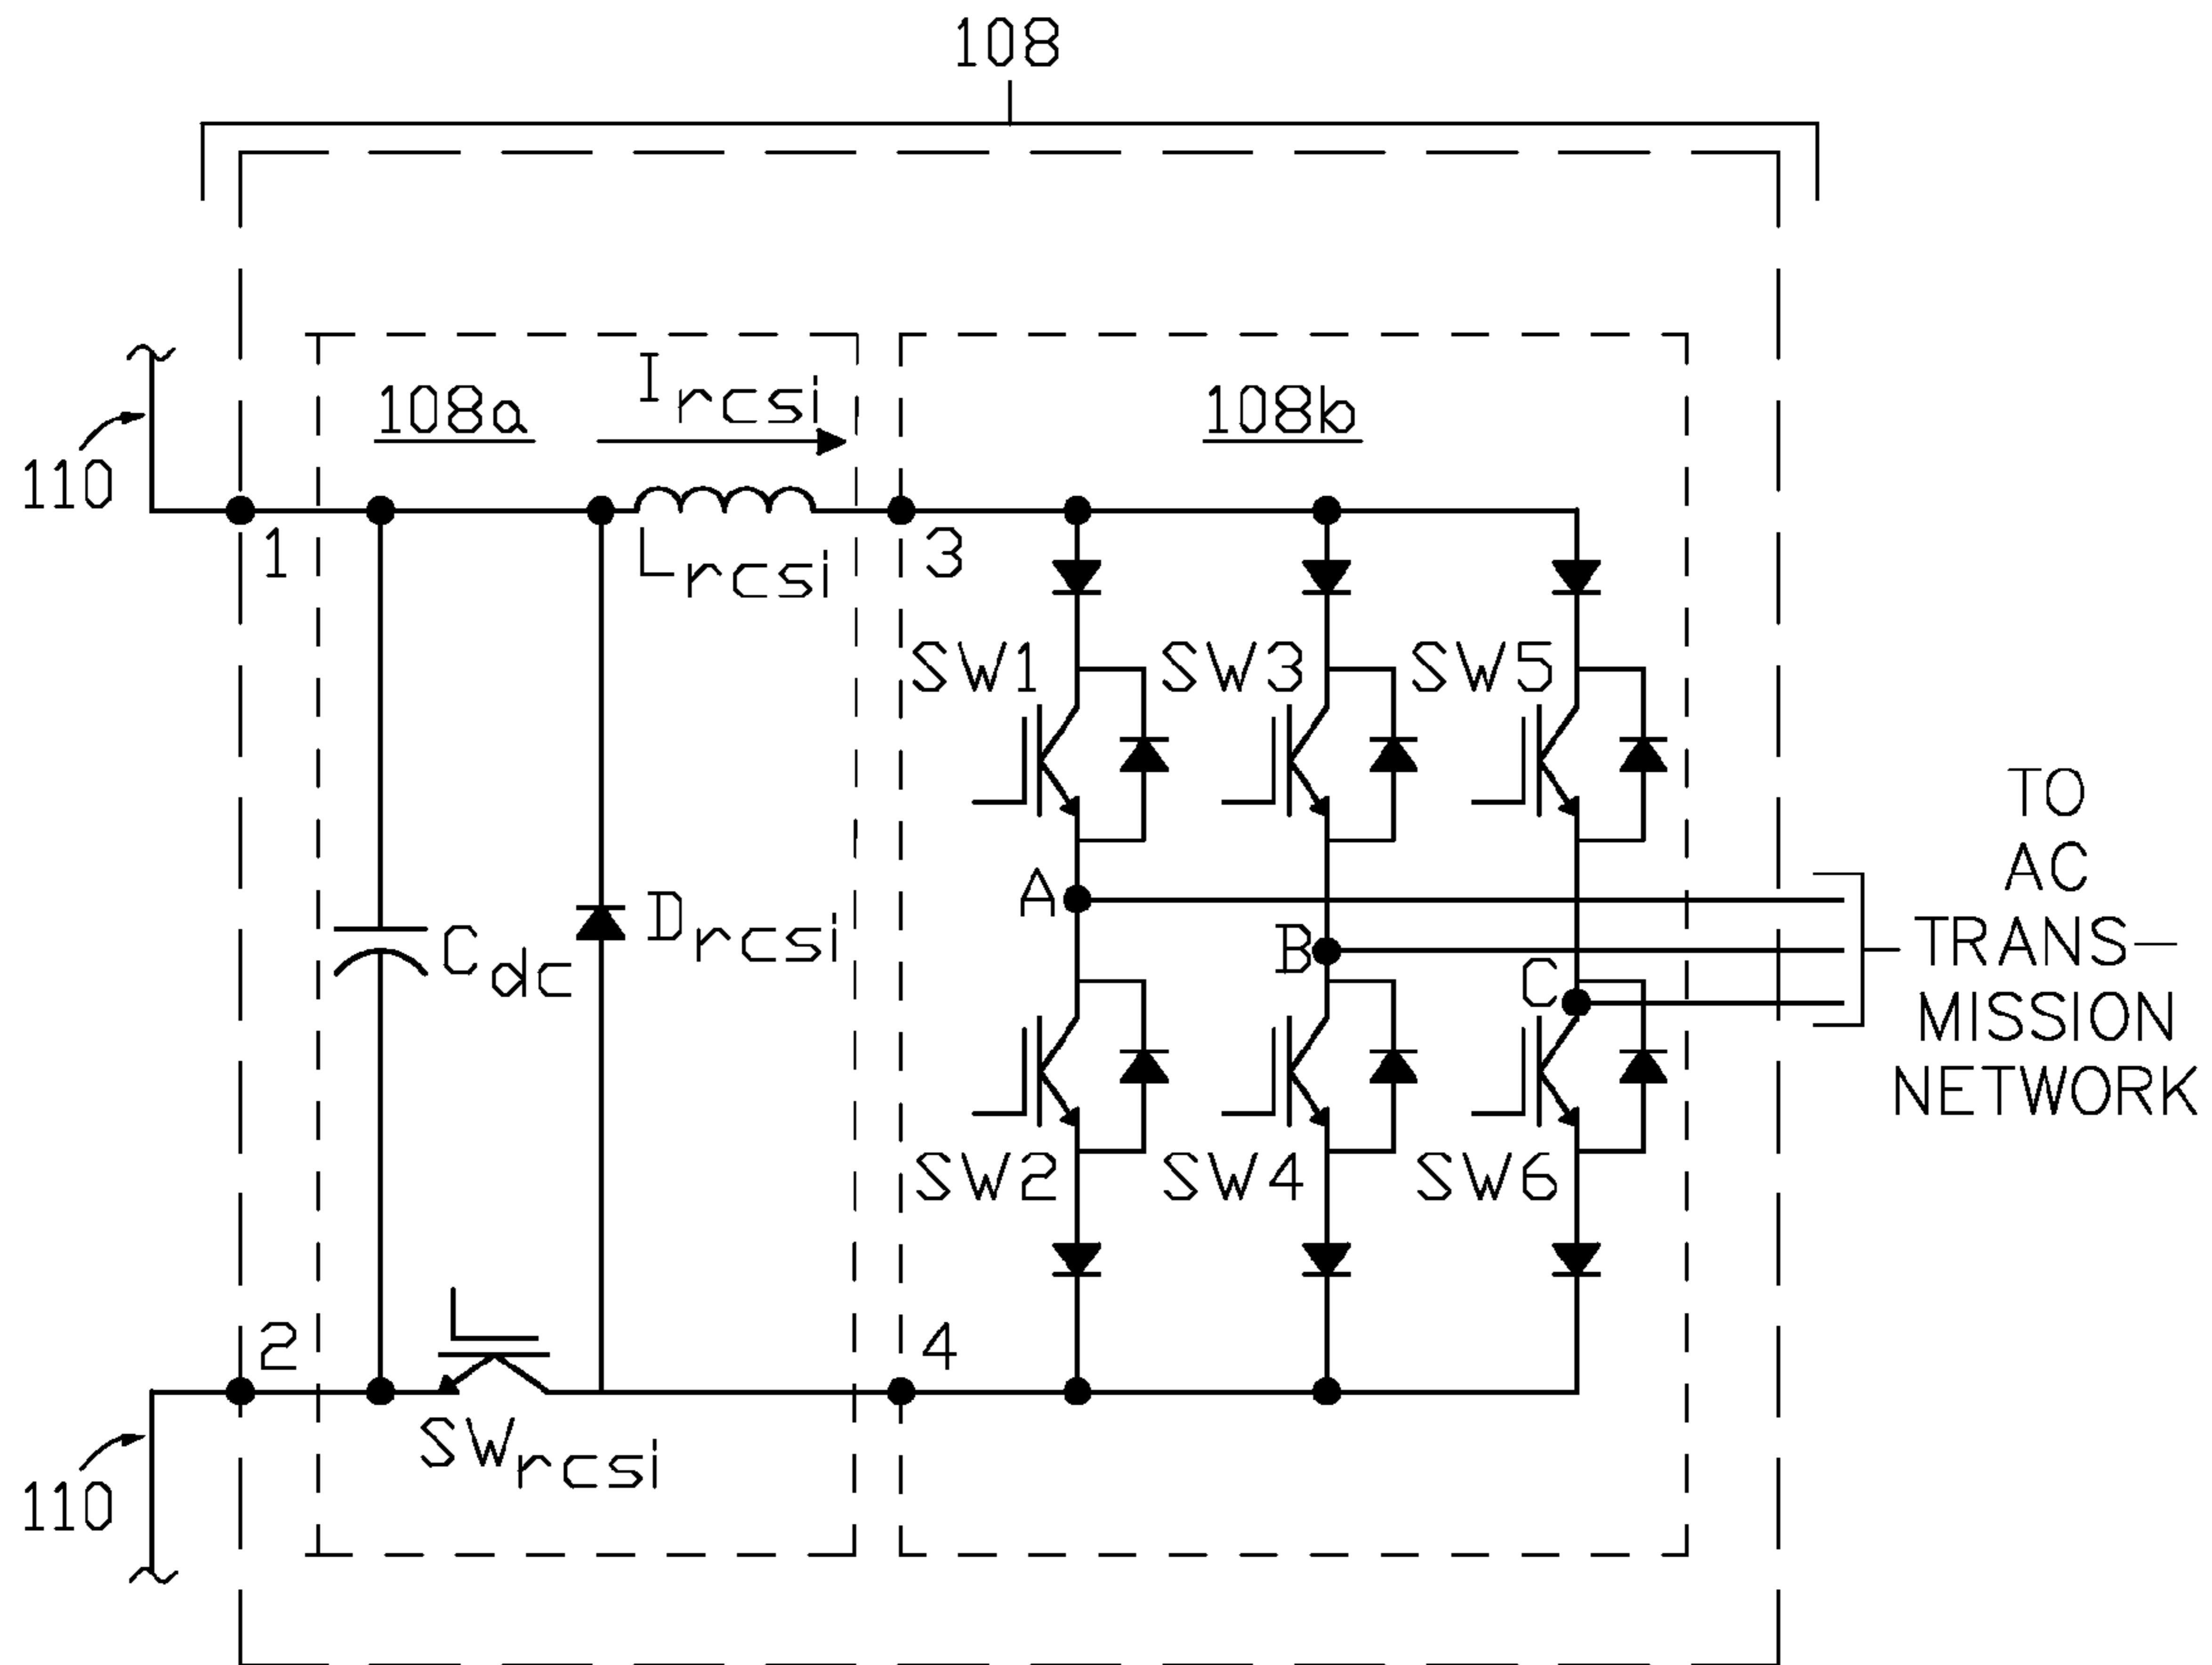 108
108a
Ircsi
108b
110
1
Lrcsi
3
SW1
SW3
SW5
TO
AC
TRANS-
MISSION
NETWORK
A
B
C
Cdc
Drcsi
SW2
SW4
SW6
2
4
SWrcsi
110